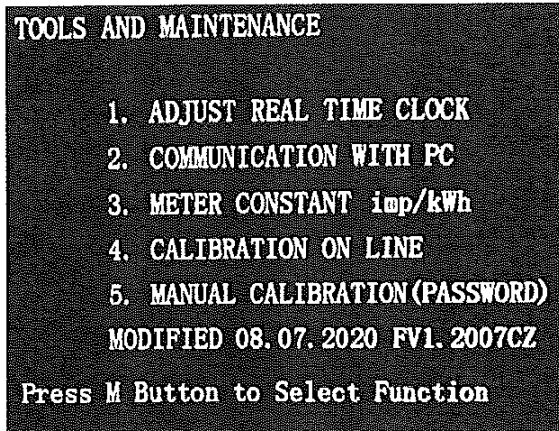 TOOLS AND MAINTENANCE
1. ADJUST REAL TIME CLOCK
2. COMMUNICATION WITH PC
3. METER CONSTANT imp/kWh
4. CALIBRATION ON LINE
5. MANUAL CALIBRATION(PASSWORD)
MODIFIED 08.07.2020 FV1.2007CZ
Press M Button to Select Function